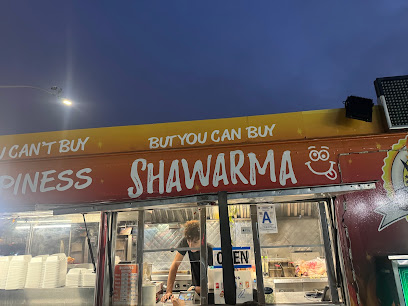 U CAN'T BUY
PINESS
BUT YOU CAN BUY
SHAWARMA
A
OPEN